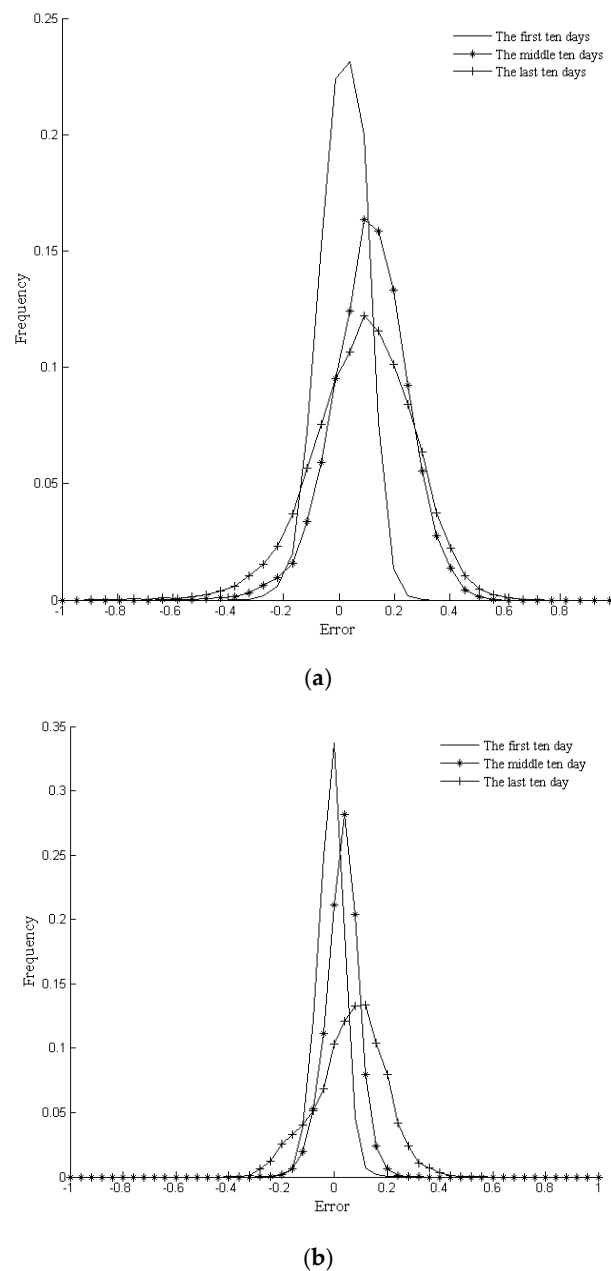 0.25
The first ten days
The middle ten days
The last ten days
0.2
0.15
Frequency
0.1
0.05
0
-1 -0.8 -0.6 -0.4 -0.2 0 0.2 0.4 0.6 0.8
Error
(a)
0.35
The first ten day
The middle ten day
The last ten day
0.3
0.25
0.2
Frequency
0.15
0.1
0.05
0
-1 -0.8 -0.6 -0.4 -0.2 0 0.2 0.4 0.6 0.8 1
Error
(b)